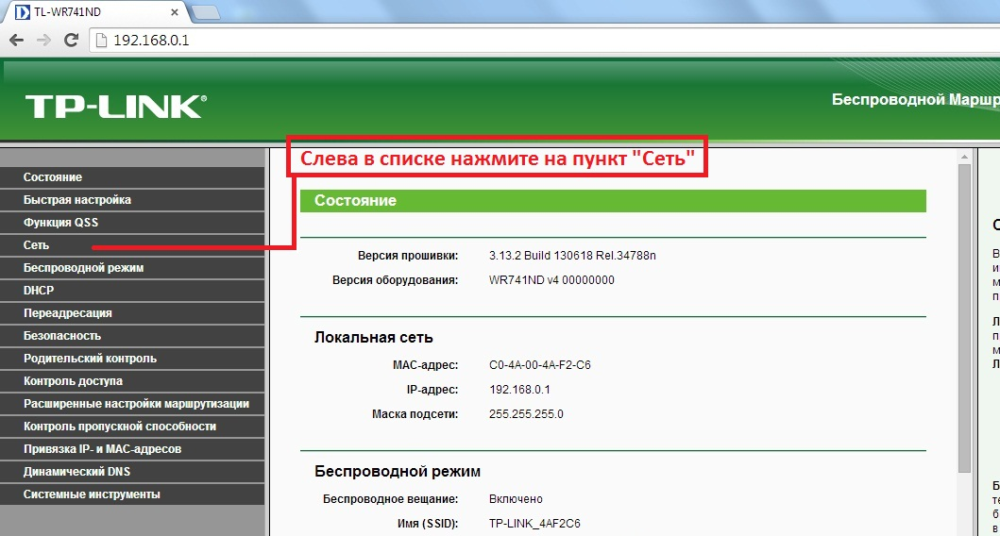 TL-WR741ND
192.168.0.1
TP-LINK®
Беспроводной Маршр
Слева в списке нажмите на пункт "Сеть"
Состояние
Быстрая настройка
Функция QSS
Сеть
Беспроводной режим
DHCP
Переадресация
Безопасность
Родительский контроль
Контроль доступа
Расширенные настройки маршрутизации
Контроль пропускной способности
Привязка IP- и MAC-адресов
Динамический DNS
Системные инструменты
Состояние
Версия прошивки: 3.13.2 Build 130618 Rel.34788n
Версия оборудования: WR741ND v4 00000000
Локальная сеть
MAC-адрес: C0-4A-00-4A-F2-C6
IP-адрес: 192.168.0.1
Маска подсети: 255.255.255.0
Беспроводной режим
Беспроводное вещание: Включено
Имя (SSID): TP-LINK_4AF2C6